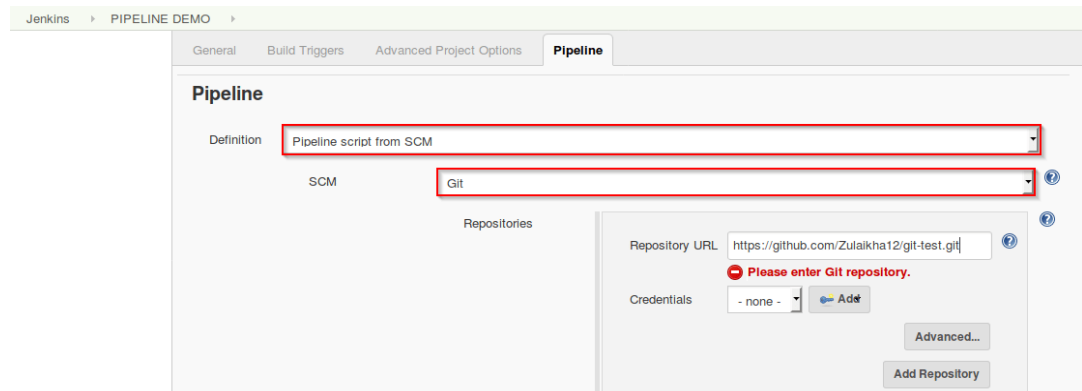 Jenkins PIPELINE DEMO
General Build Triggers Advanced Project Options Pipeline
Pipeline
Definition Pipeline script from SCM
SCM Git
Repositories
Repository URL https://github.com/Zulaikha12/git-test.git
Please enter Git repository.
Credentials - none - Add
Advanced...
Add Repository